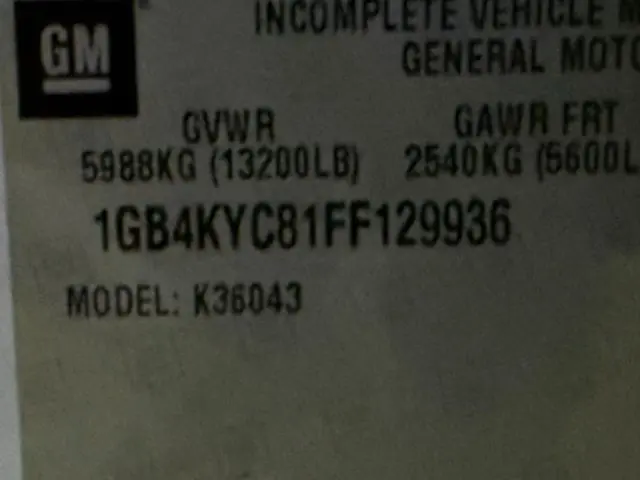 GM
INCOMPLETE VEHICLE M
GENERAL MOTO
GVWR GAWR FRT
5988KG (13200LB) 2540KG (5600L
1GB4KYC81FF129936
MODEL: K36043